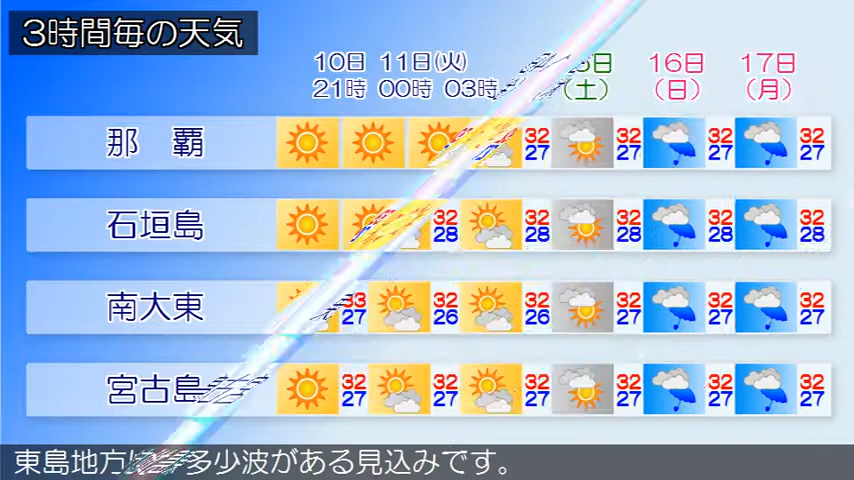 3時間毎の天気
10日 11日(火) 日 16日 17日
21時 00時 03時 (土) (日) (月)
那 覇 32 32 32 32
27 27 27 27
石垣島 32 32 32 32 32
28 28 28 28 28
南大東 33 32 32 32 32 32
27 26 26 27 27 27
宮古島 32 32 32 32 32 32
27 27 27 27 27 27
東島地方 多少波がある見込みです。